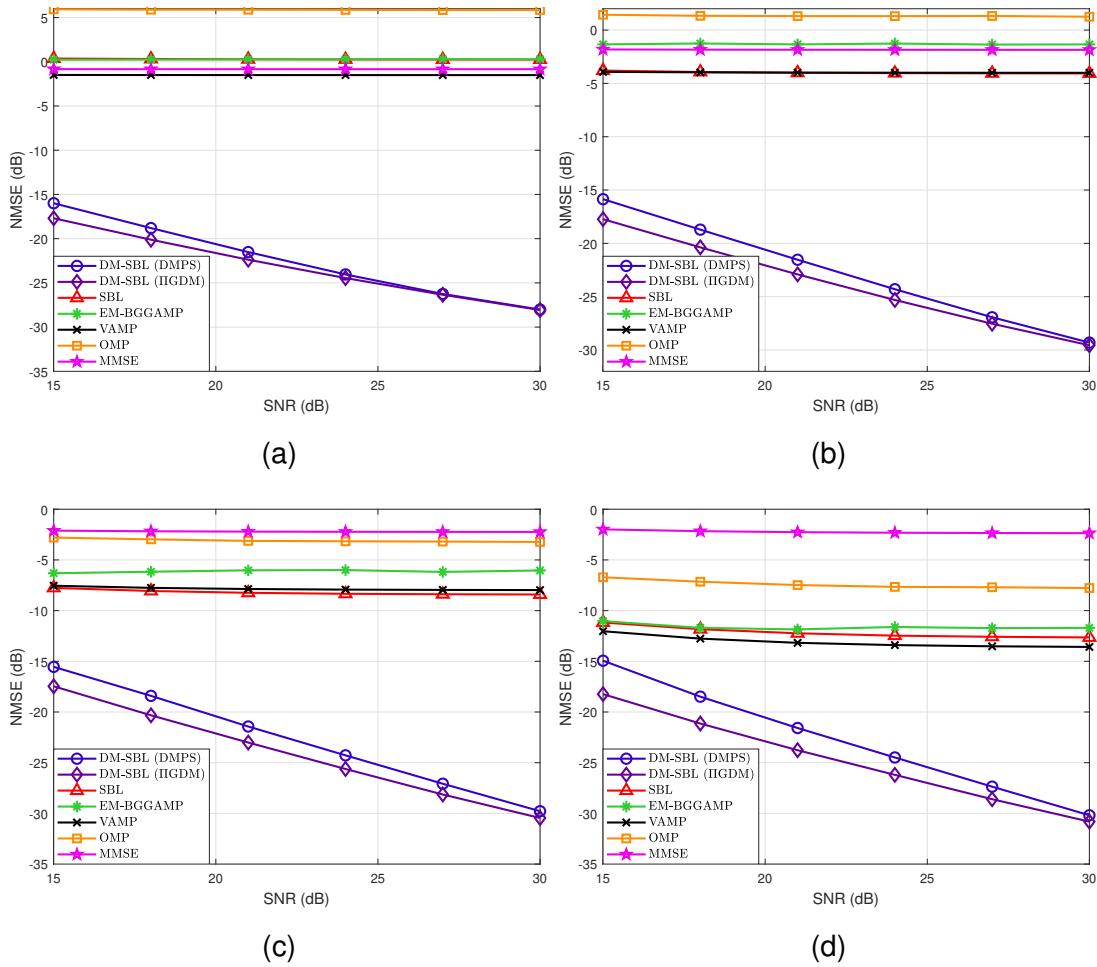 5
0
-5
-10
-15
-20
-25
-30
-35
NMSE (dB)
DM-SBL (DMPS)
DM-SBL (ΠGDM)
SBL
EM-BGGAMP
VAMP
OMP
MMSE
15
20
25
30
SNR (dB)
(a)
0
-5
-10
-15
-20
-25
-30
NMSE (dB)
DM-SBL (DMPS)
DM-SBL (ΠGDM)
SBL
EM-BGGAMP
VAMP
OMP
MMSE
15
20
25
30
SNR (dB)
(b)
0
-5
-10
-15
-20
-25
-30
-35
NMSE (dB)
DM-SBL (DMPS)
DM-SBL (ΠGDM)
SBL
EM-BGGAMP
VAMP
OMP
MMSE
15
20
25
30
SNR (dB)
(c)
0
-5
-10
-15
-20
-25
-30
-35
NMSE (dB)
DM-SBL (DMPS)
DM-SBL (ΠGDM)
SBL
EM-BGGAMP
VAMP
OMP
MMSE
15
20
25
30
SNR (dB)
(d)